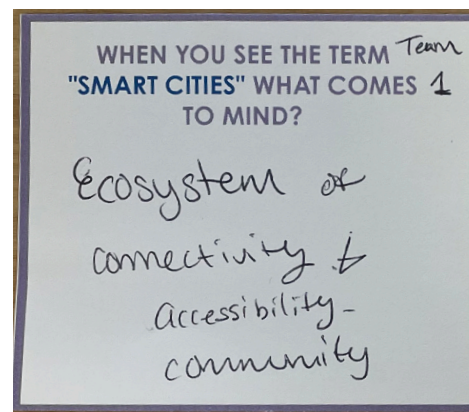 WHEN YOU SEE THE TERM
"SMART CITIES" WHAT COMES
TO MIND?
Team
1
Ecosystem of
connectivity &
accessibility-
community